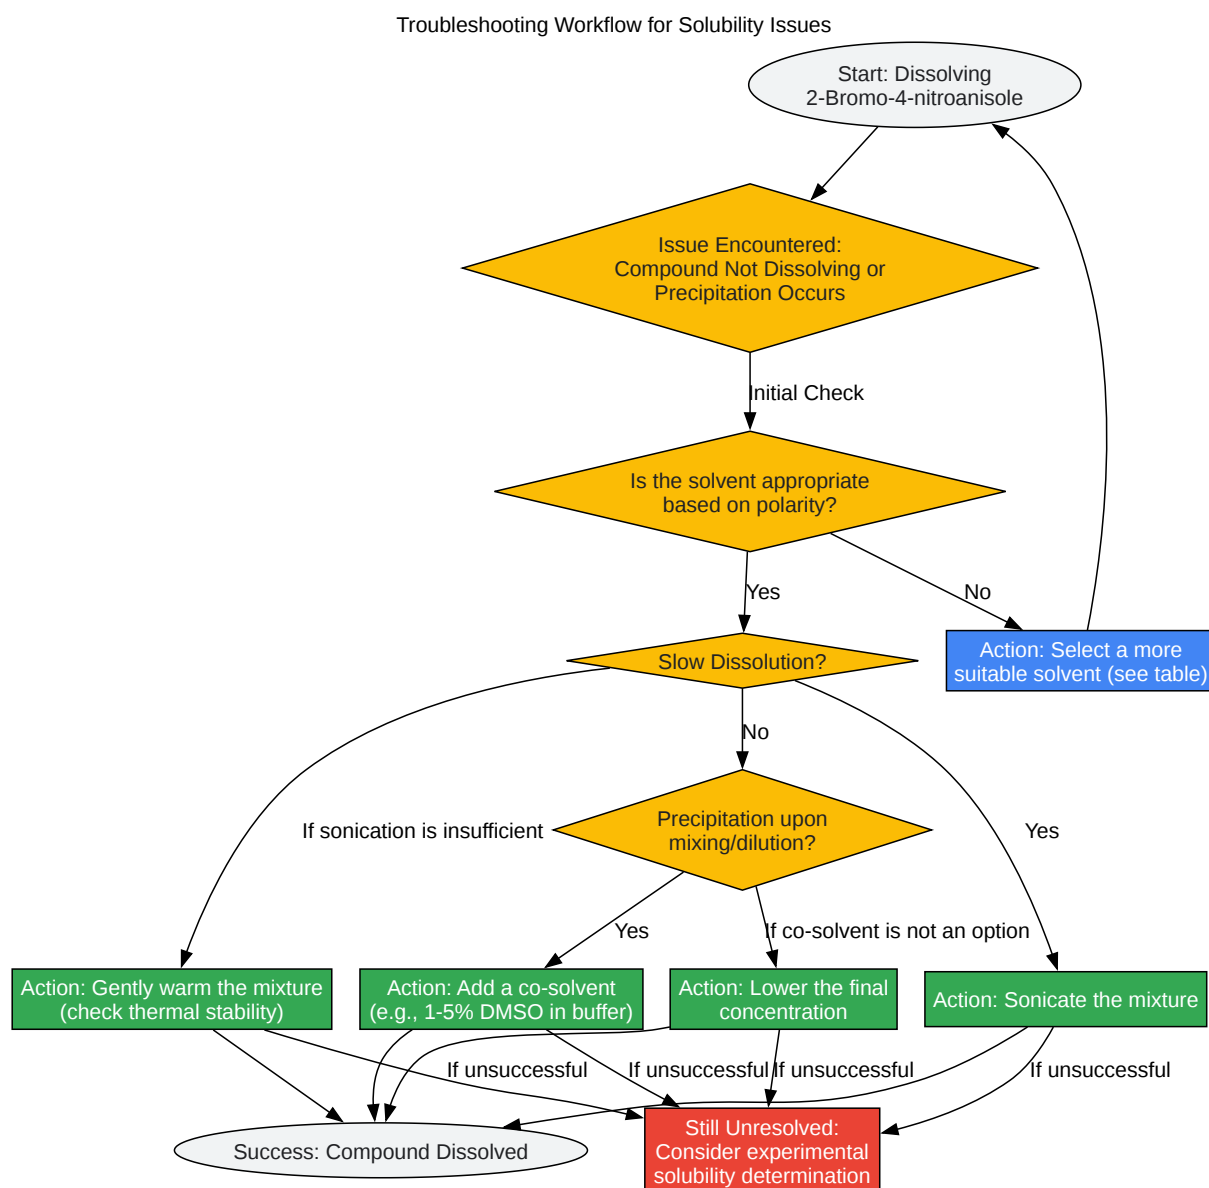 Troubleshooting Workflow for Solubility Issues
Start: Dissolving
2-Bromo-4-nitroanisole
Issue Encountered:
Compound Not Dissolving or
Precipitation Occurs
Initial Check
Is the solvent appropriate
based on polarity?
Yes
No
Slow Dissolution?
Action: Select a more
suitable solvent (see table)
No
If sonication is insufficient
Precipitation upon
mixing/dilution?
Yes
Yes
If co-solvent is not an option
Action: Gently warm the mixture
(check thermal stability)
Action: Add a co-solvent
(e.g., 1-5% DMSO in buffer)
Action: Lower the final
concentration
Action: Sonicate the mixture
If unsuccessful
If unsuccessful
If unsuccessful
If unsuccessful
Success: Compound Dissolved
Still Unresolved:
Consider experimental
solubility determination